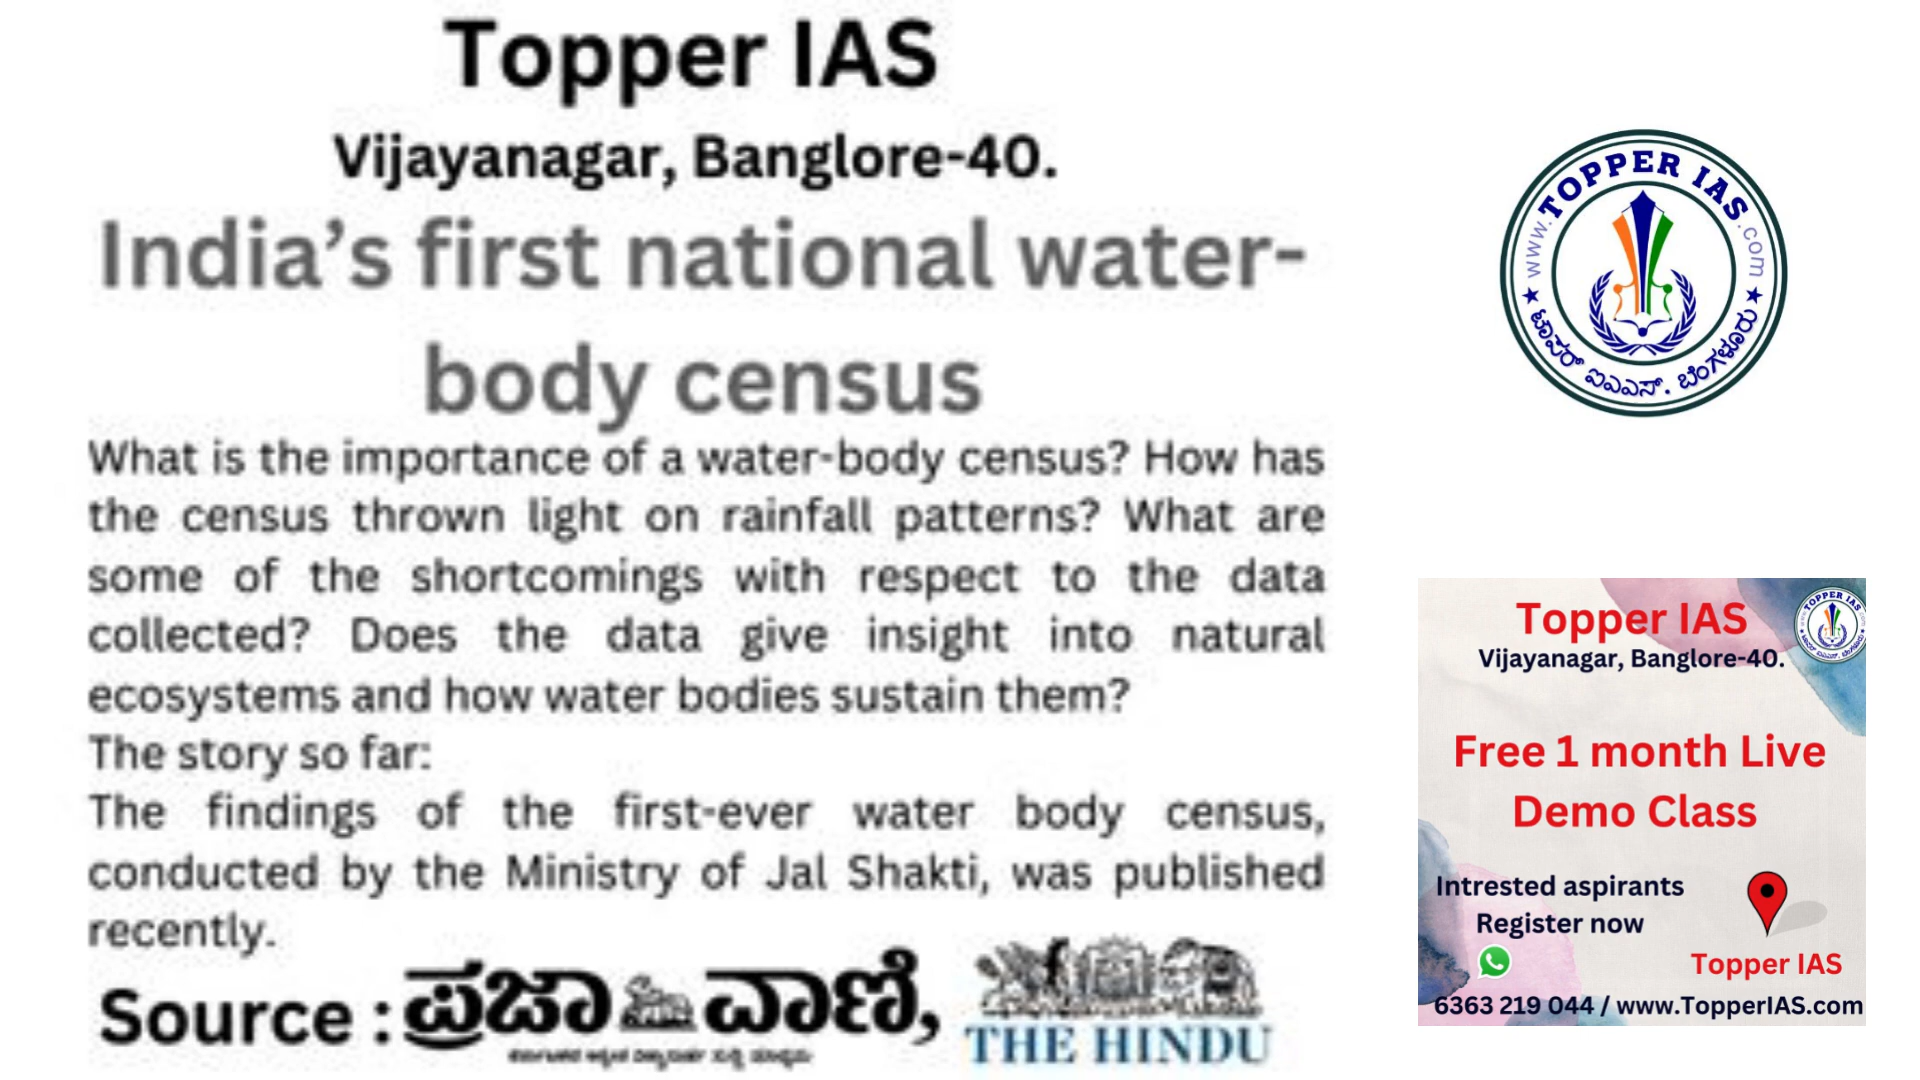 Topper IAS
Vijayanagar, Banglore-40.
India’s first national water-
body census
What is the importance of a water-body census? How has
the census thrown light on rainfall patterns? What are
some of the shortcomings with respect to the data
collected? Does the data give insight into natural
ecosystems and how water bodies sustain them?
The story so far:
The findings of the first-ever water body census,
conducted by the Ministry of Jal Shakti, was published
recently.
Source : ಪ್ರಜಾವಾಣಿ, THE HINDU
www.TOPPER IAS.com
★ ಟಾಪರ್ ಐಎಎಸ್. ಬೆಂಗಳೂರು ★
Topper IAS
TOPPER IAS
Vijayanagar, Banglore-40.
Free 1 month Live
Demo Class
Intrested aspirants
Register now
Topper IAS
6363 219 044 / www.TopperIAS.com